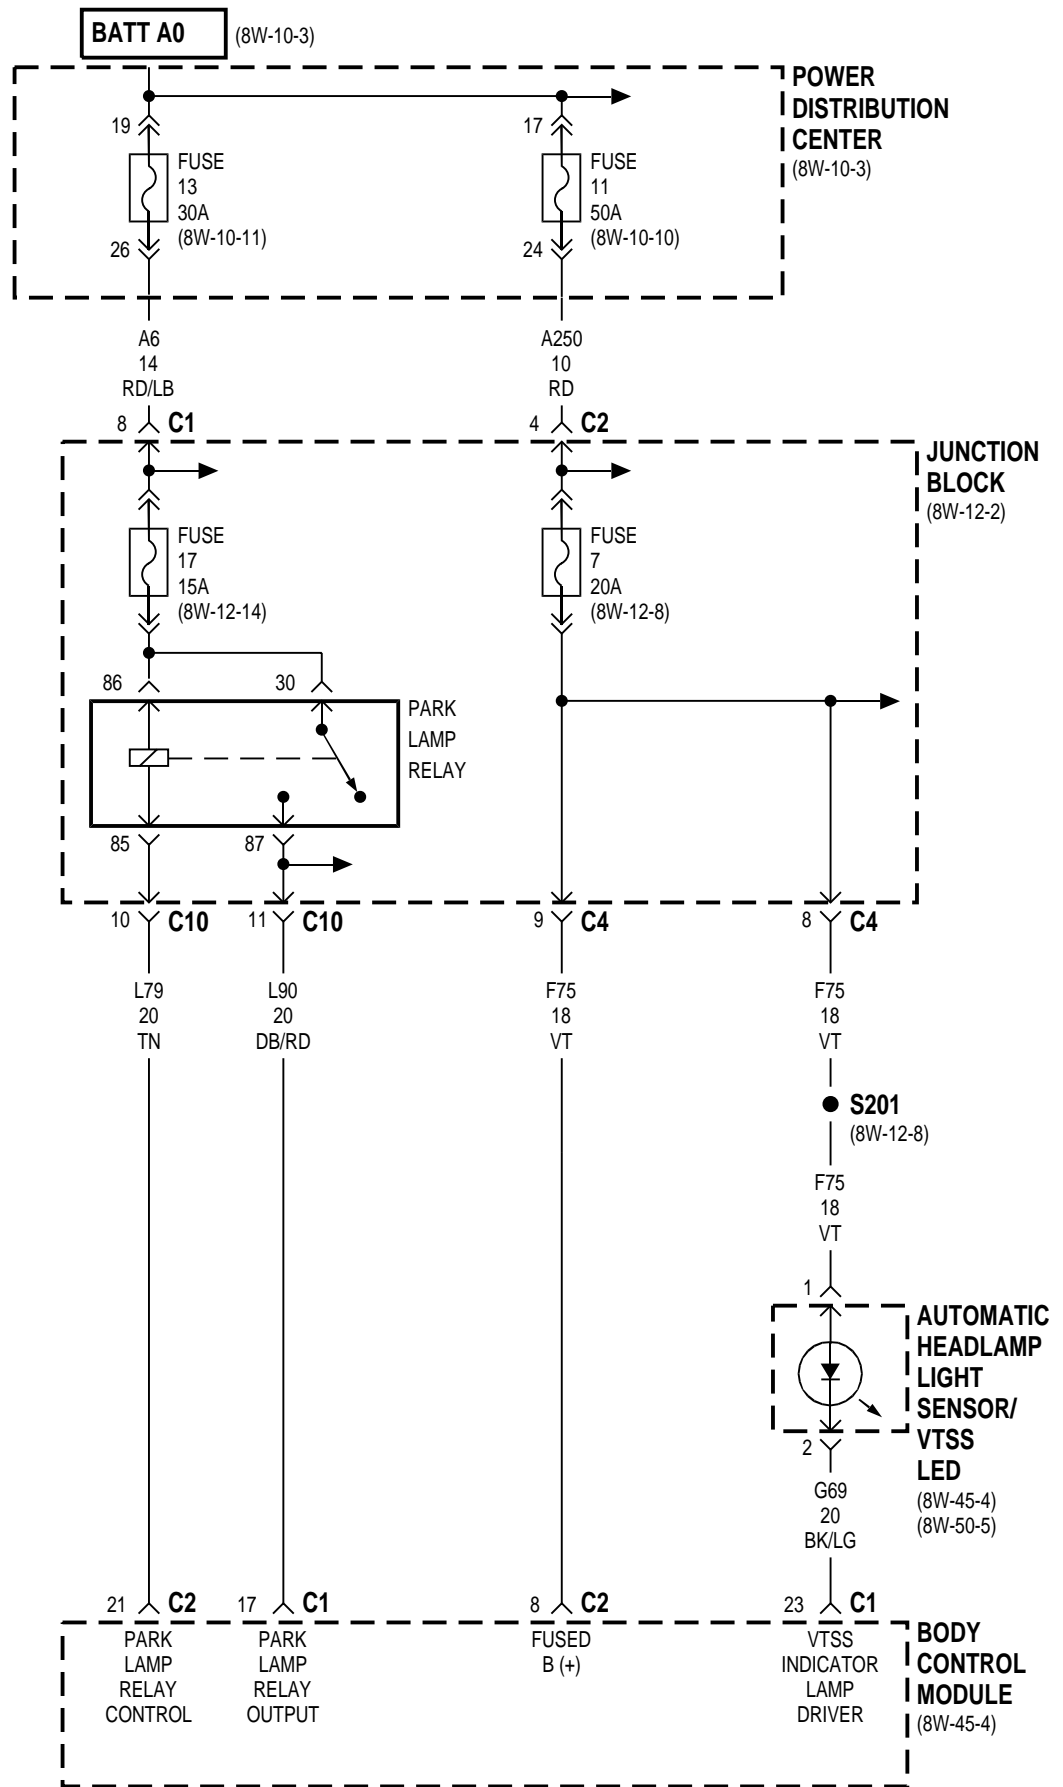 BATT A0 (8W-10-3)
POWER
DISTRIBUTION
CENTER
(8W-10-3)
19
FUSE
13
30A
(8W-10-11)
26
17
FUSE
11
50A
(8W-10-10)
24
A6
14
RD/LB
A250
10
RD
8 C1
4 C2
JUNCTION
BLOCK
(8W-12-2)
FUSE
17
15A
(8W-12-14)
FUSE
7
20A
(8W-12-8)
86
30
PARK
LAMP
RELAY
85
87
10 C10
11 C10
9 C4
8 C4
L79
20
TN
L90
20
DB/RD
F75
18
VT
F75
18
VT
S201
(8W-12-8)
F75
18
VT
1
AUTOMATIC
HEADLAMP
LIGHT
SENSOR/
VTSS
LED
(8W-45-4)
(8W-50-5)
2
G69
20
BK/LG
21 C2
17 C1
8 C2
23 C1
PARK
LAMP
RELAY
CONTROL
PARK
LAMP
RELAY
OUTPUT
FUSED
B (+)
VTSS
INDICATOR
LAMP
DRIVER
BODY
CONTROL
MODULE
(8W-45-4)